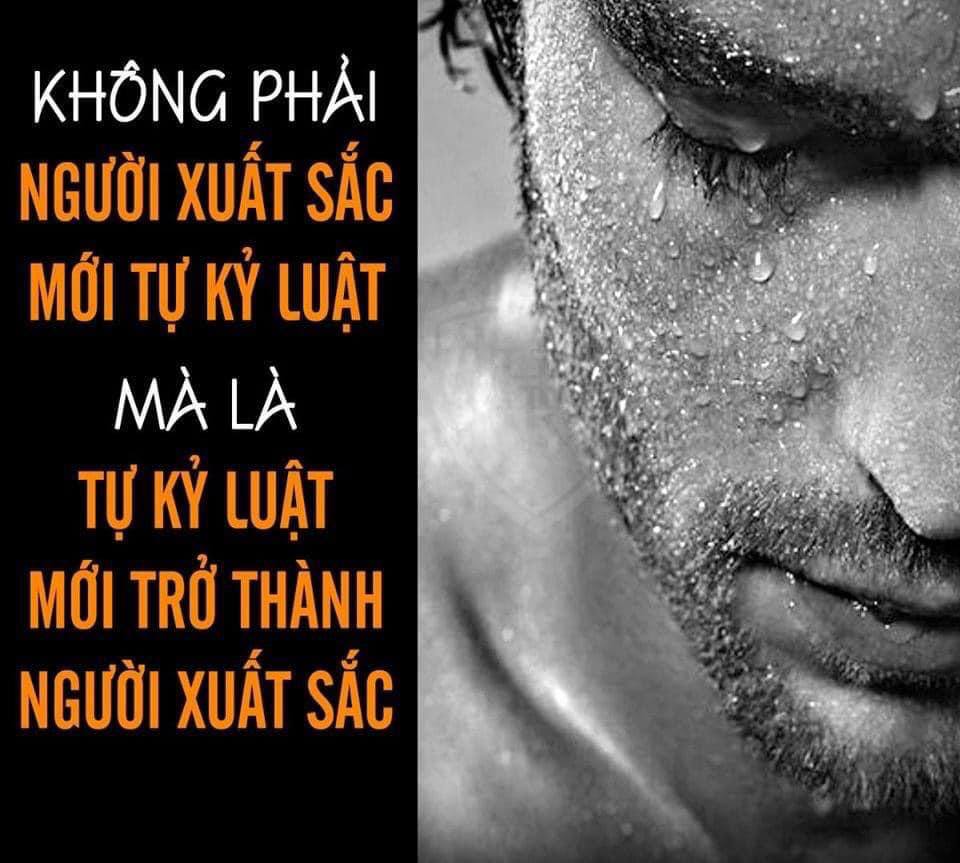 KHÔNG PHẢI
NGƯỜI XUẤT SẮC
MỚI TỰ KỶ LUẬT
MÀ LÀ
TỰ KỶ LUẬT
MỚI TRỞ THÀNH
NGƯỜI XUẤT SẮC